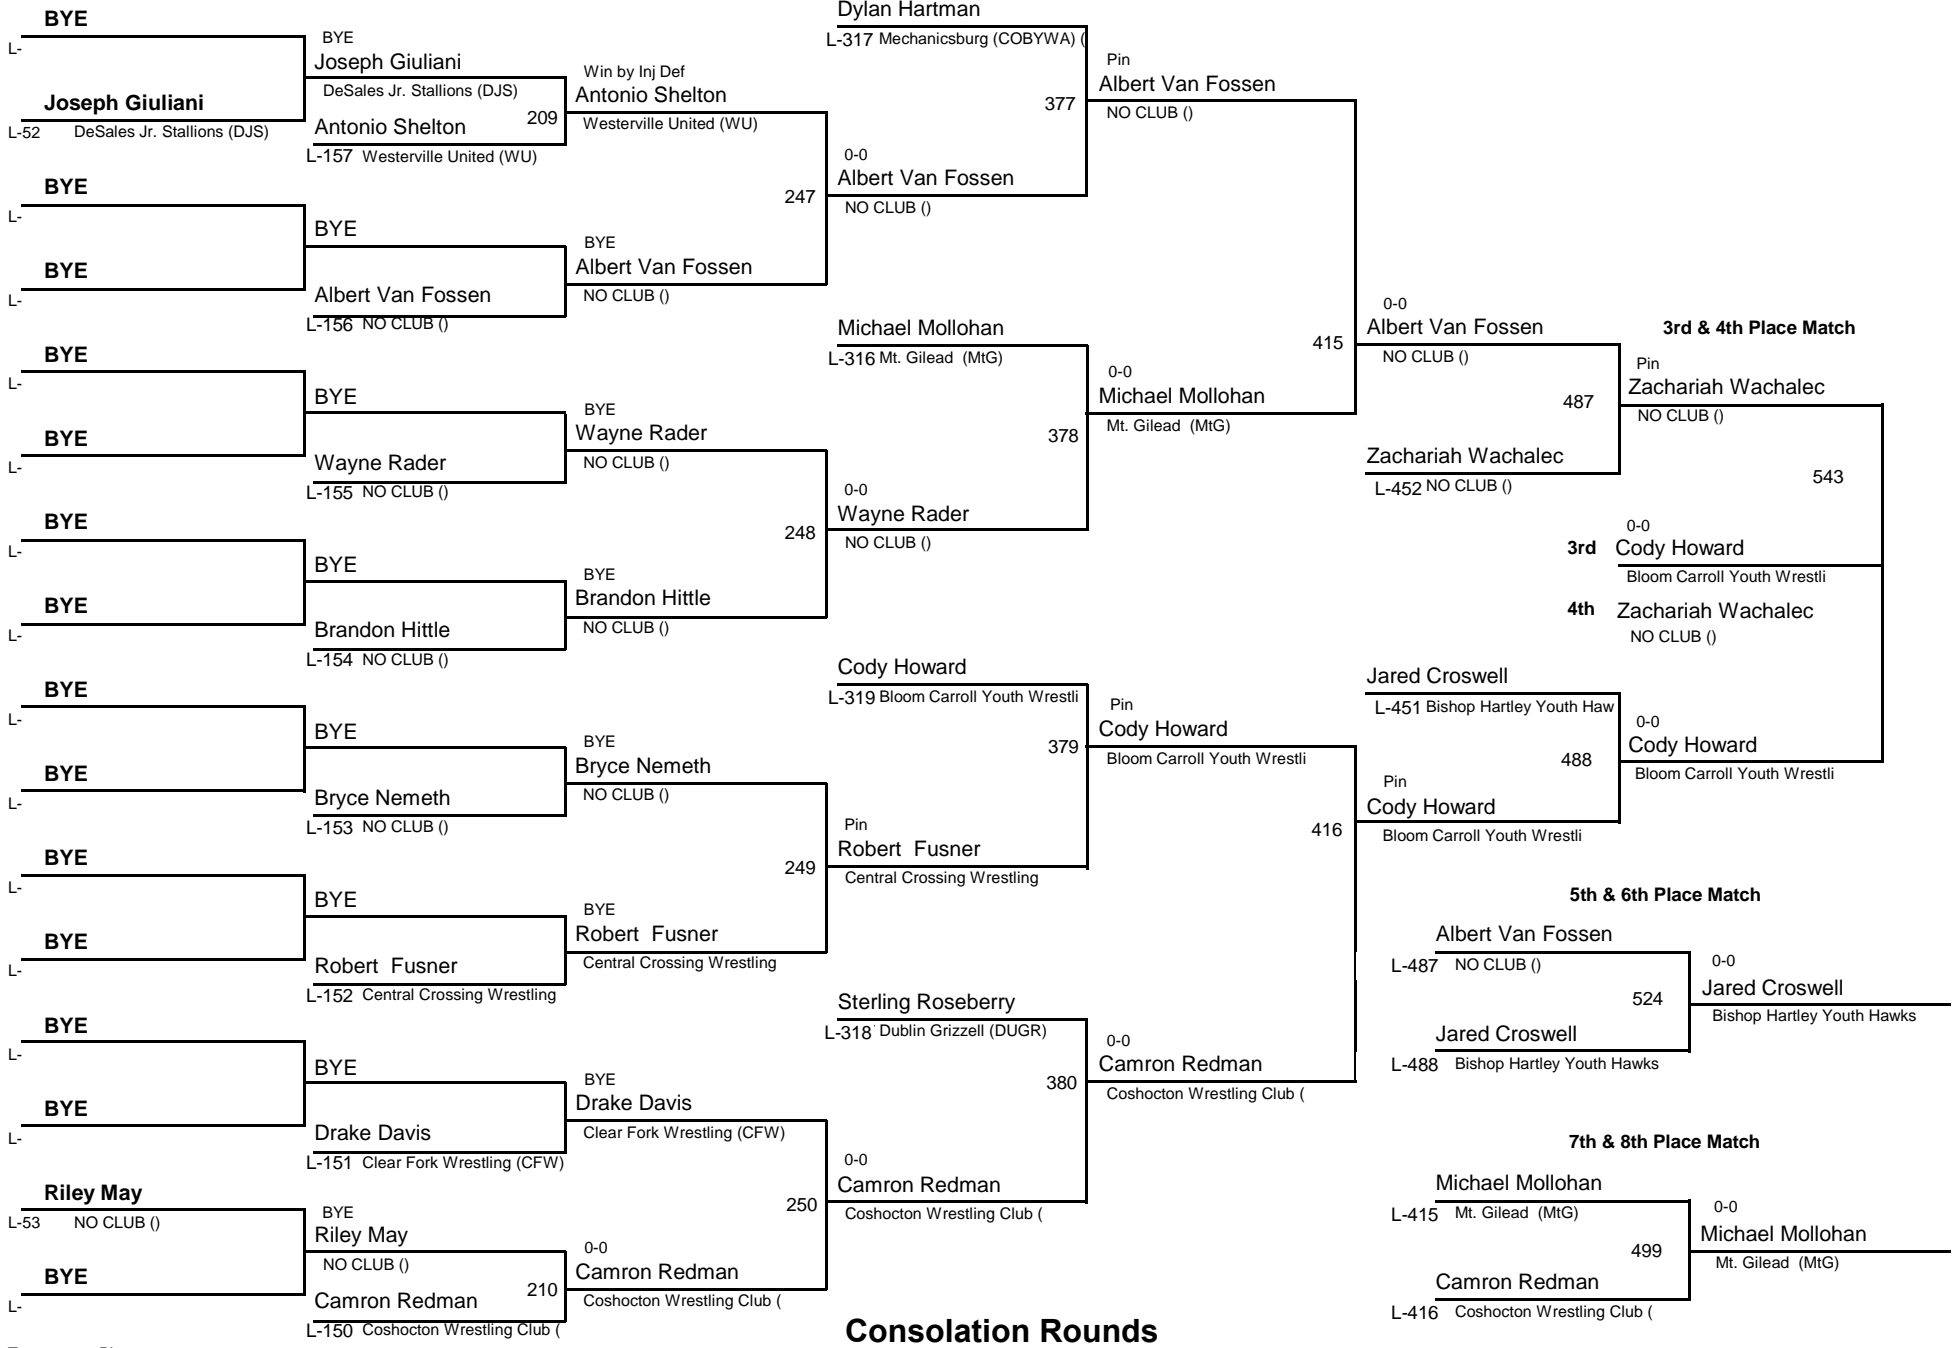 BYE
L-
Joseph Giuliani
L-52 DeSales Jr. Stallions (DJS)
BYE
L-
BYE
L-
BYE
L-
BYE
L-
BYE
L-
BYE
L-
BYE
L-
BYE
L-
BYE
L-
BYE
L-
BYE
L-
BYE
L-
Riley May
L-53 NO CLUB ()
BYE
L-
BYE
Joseph Giuliani
DeSales Jr. Stallions (DJS)
209
Antonio Shelton
L-157 Westerville United (WU)
BYE
Albert Van Fossen
L-156 NO CLUB ()
BYE
Wayne Rader
L-155 NO CLUB ()
BYE
Brandon Hittle
L-154 NO CLUB ()
BYE
Bryce Nemeth
L-153 NO CLUB ()
BYE
Robert Fusner
L-152 Central Crossing Wrestling
BYE
Drake Davis
L-151 Clear Fork Wrestling (CFW)
BYE
Riley May
NO CLUB ()
210
Camron Redman
L-150 Coshocton Wrestling Club (
Win by Inj Def
Antonio Shelton
Westerville United (WU)
247
BYE
Albert Van Fossen
NO CLUB ()
BYE
Wayne Rader
NO CLUB ()
248
BYE
Brandon Hittle
NO CLUB ()
BYE
Bryce Nemeth
NO CLUB ()
249
BYE
Robert Fusner
Central Crossing Wrestling
BYE
Drake Davis
Clear Fork Wrestling (CFW)
250
0-0
Camron Redman
Coshocton Wrestling Club (
Dylan Hartman
L-317 Mechanicsburg (COBYWA) (
377
0-0
Albert Van Fossen
NO CLUB ()
Michael Mollohan
L-316 Mt. Gilead (MtG)
378
0-0
Wayne Rader
NO CLUB ()
Cody Howard
L-319 Bloom Carroll Youth Wrestli
379
Pin
Robert Fusner
Central Crossing Wrestling
Sterling Roseberry
L-318 Dublin Grizzell (DUGR)
380
0-0
Camron Redman
Coshocton Wrestling Club (
Pin
Albert Van Fossen
NO CLUB ()
415
0-0
Michael Mollohan
Mt. Gilead (MtG)
Pin
Cody Howard
Bloom Carroll Youth Wrestli
416
0-0
Camron Redman
Coshocton Wrestling Club (
0-0
Albert Van Fossen
NO CLUB ()
487
Zachariah Wachalec
L-452 NO CLUB ()
Jared Croswell
L-451 Bishop Hartley Youth Haw
488
Pin
Cody Howard
Bloom Carroll Youth Wrestli
3rd & 4th Place Match
Pin
Zachariah Wachalec
NO CLUB ()
543
0-0
3rd Cody Howard
Bloom Carroll Youth Wrestli
4th Zachariah Wachalec
NO CLUB ()
0-0
Cody Howard
Bloom Carroll Youth Wrestli
5th & 6th Place Match
Albert Van Fossen
L-487 NO CLUB ()
524
Jared Croswell
L-488 Bishop Hartley Youth Hawks
0-0
Jared Croswell
Bishop Hartley Youth Hawks
7th & 8th Place Match
Michael Mollohan
L-415 Mt. Gilead (MtG)
499
Camron Redman
L-416 Coshocton Wrestling Club (
0-0
Michael Mollohan
Mt. Gilead (MtG)
Consolation Rounds